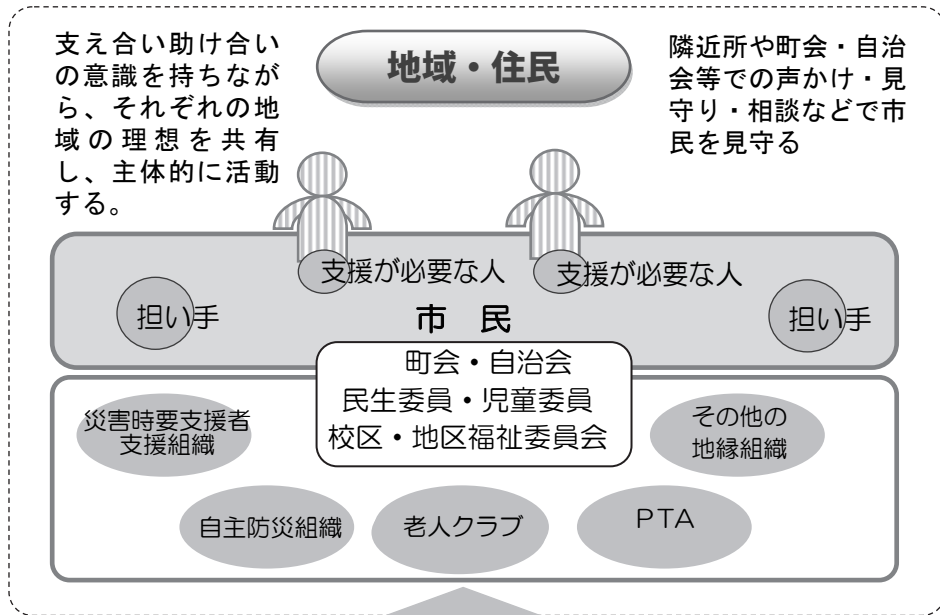 支え合い助け合い
の意識を持ちなが
ら、それぞれの地
域の理想を共有
し、主体的に活動
する。
地域・住民
隣近所や町会・自治
会等での声かけ・見
守り・相談などで市
民を見守る
支援が必要な人
支援が必要な人
担い手
市 民
担い手
町会・自治会
民生委員・児童委員
校区・地区福祉委員会
災害時要支援者
支援組織
その他の
地縁組織
自主防災組織
老人クラブ
PTA